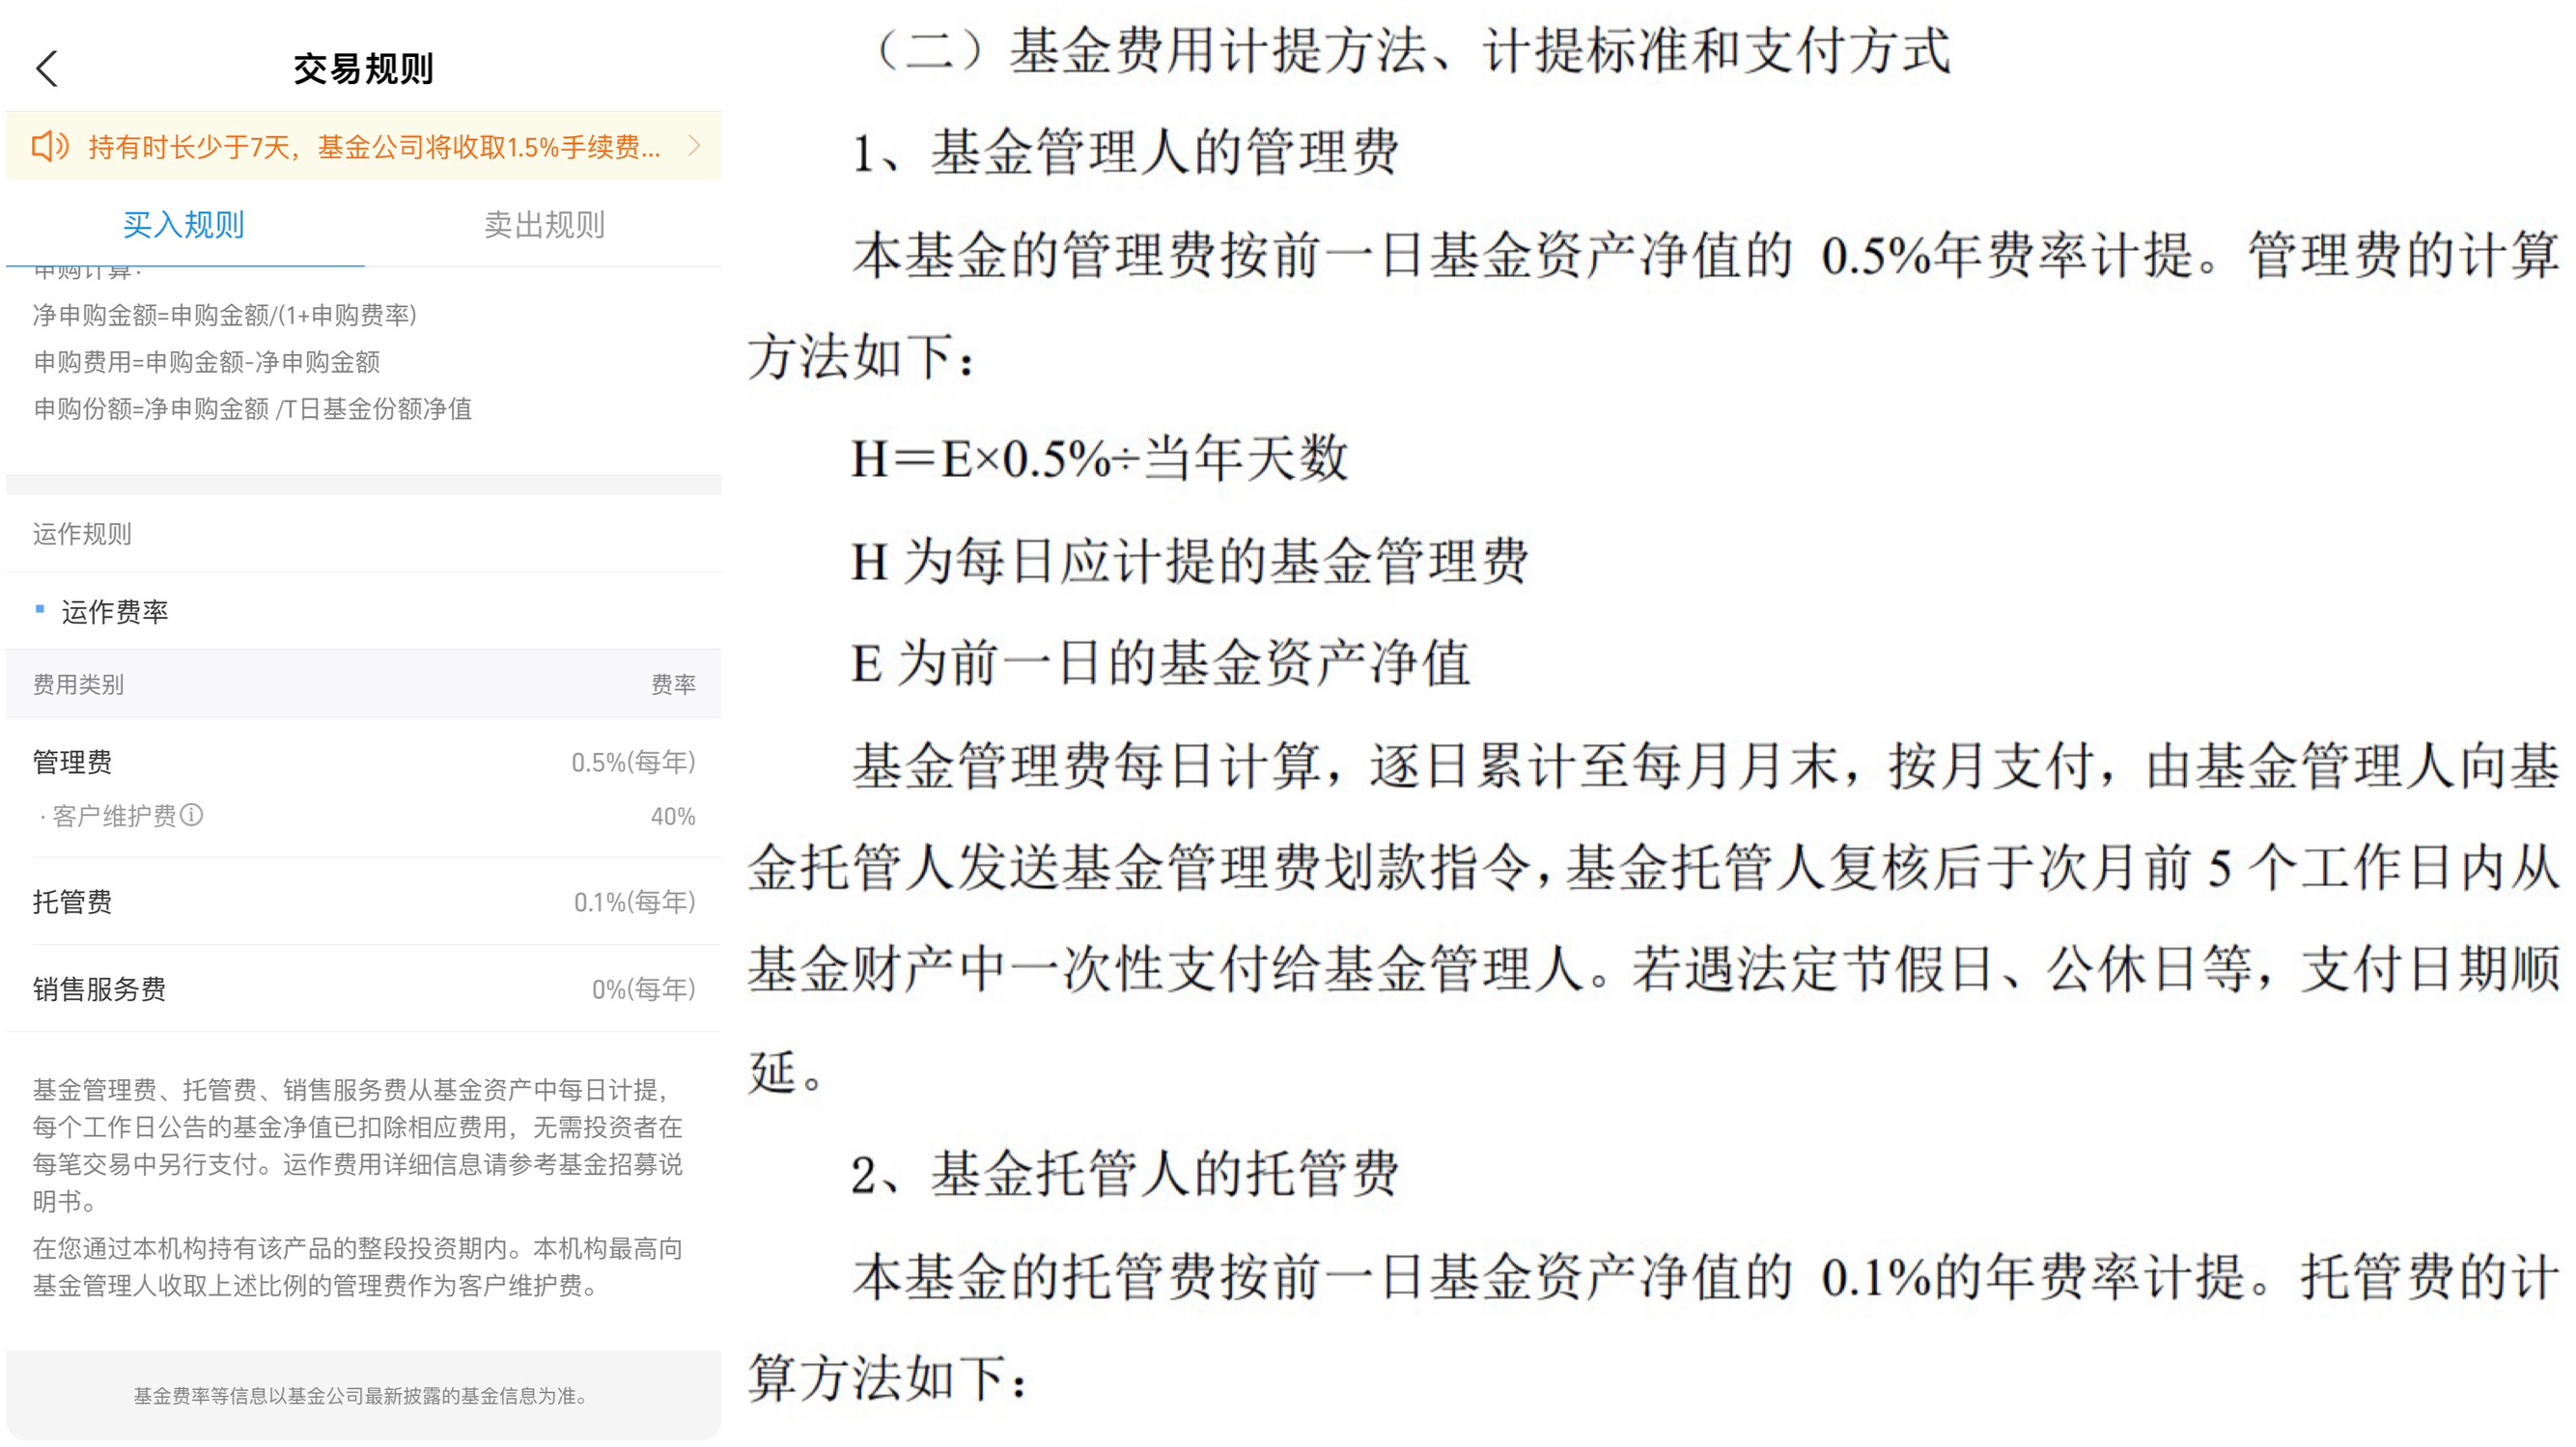 交易规则
持有时长少于7天，基金公司将收取1.5%手续费...
买入规则
卖出规则
申购计算：
净申购金额=申购金额/(1+申购费率)
申购费用=申购金额-净申购金额
申购份额=净申购金额 /T日基金份额净值
运作规则
运作费率
费用类别 费率
管理费 0.5%(每年)
· 客户维护费 40%
托管费 0.1%(每年)
销售服务费 0%(每年)
基金管理费、托管费、销售服务费从基金资产中每日计提，
每个工作日公告的基金净值已扣除相应费用，无需投资者在
每笔交易中另行支付。运作费用详细信息请参考基金招募说
明书。
在您通过本机构持有该产品的整段投资期内。本机构最高向
基金管理人收取上述比例的管理费作为客户维护费。
基金费率等信息以基金公司最新披露的基金信息为准。
（二）基金费用计提方法、计提标准和支付方式
1、基金管理人的管理费
本基金的管理费按前一日基金资产净值的 0.5%年费率计提。管理费的计算
方法如下：
H＝E×0.5%÷当年天数
H 为每日应计提的基金管理费
E 为前一日的基金资产净值
基金管理费每日计算，逐日累计至每月月末，按月支付，由基金管理人向基
金托管人发送基金管理费划款指令，基金托管人复核后于次月前 5 个工作日内从
基金财产中一次性支付给基金管理人。若遇法定节假日、公休日等，支付日期顺
延。
2、基金托管人的托管费
本基金的托管费按前一日基金资产净值的 0.1%的年费率计提。托管费的计
算方法如下：